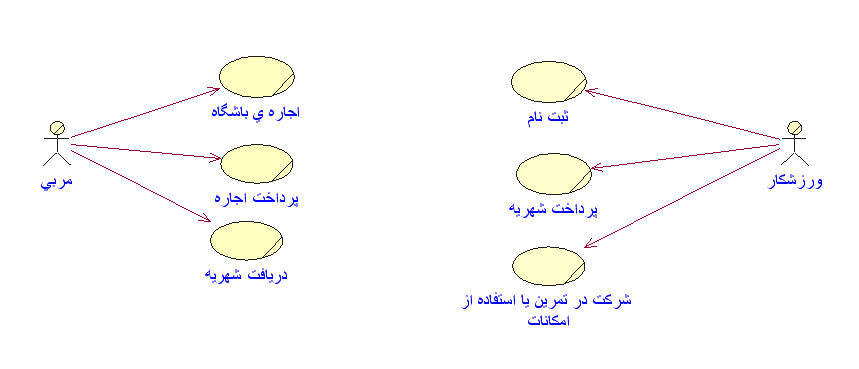 اجاره ي باشگاه
ثبت نام
مربي
پرداخت اجاره
ورزشكار
پرداخت شهريه
دريافت شهريه
شركت در تمرين يا استفاده از
امكانات